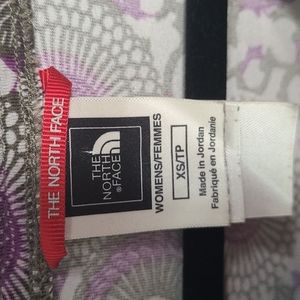 THE NORTH FACE
THE
NORTH
FACE
®
WOMENS/FEMMES
XS/TP
Made in Jordan
Fabriqué en Jordanie